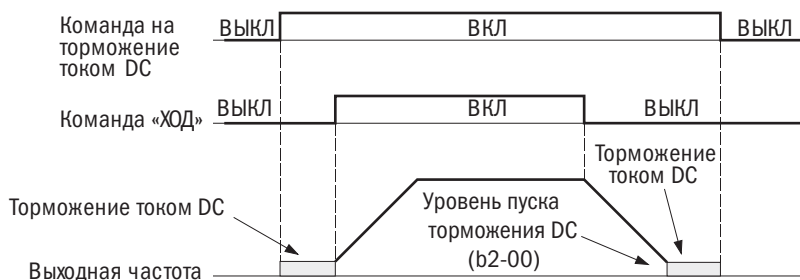 Команда на
торможение
током DC
ВЫКЛ
ВКЛ
ВЫКЛ
Команда «ХОД»
ВЫКЛ
ВКЛ
ВЫКЛ
Торможение
током DC
Торможение током DC
Уровень пуска
торможения DC
(b2-00)
Выходная частота